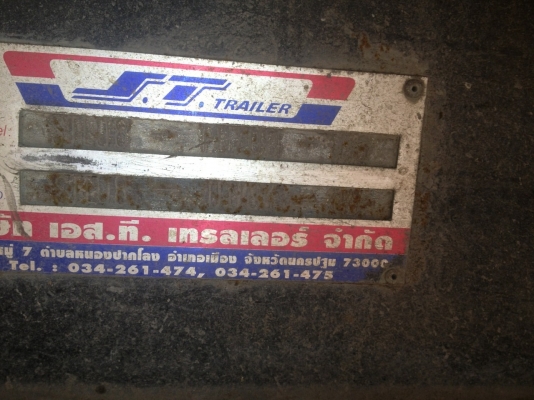 S.T. TRAILER
เอส.ที. เทรลเลอร์ จำกัด
7 ตำบลหนองปากโลง อำเภอเมือง จังหวัดนครปฐม 73000
Tel. : 034-261-474, 034-261-475